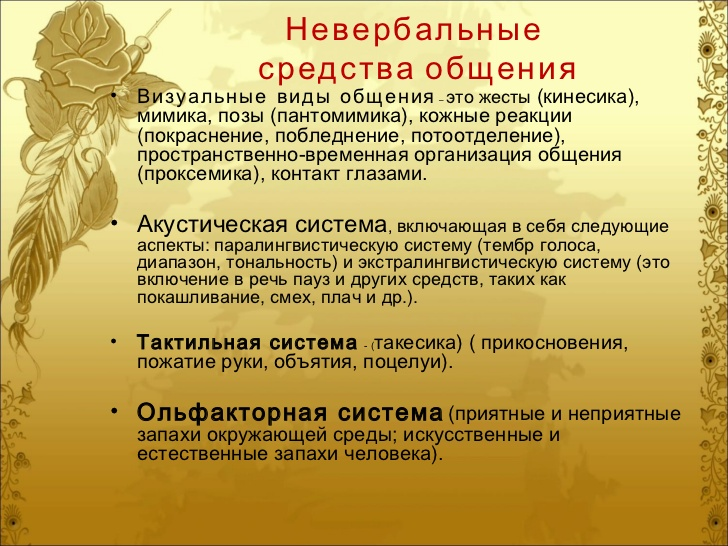 Невербальные
средства общения
• Визуальные виды общения – это жесты (кинесика),
мимика, позы (пантомимика), кожные реакции
(покраснение, побледнение, потоотделение),
пространственно-временная организация общения
(проксемика), контакт глазами.
• Акустическая система, включающая в себя следующие
аспекты: паралингвистическую систему (тембр голоса,
диапазон, тональность) и экстралингвистическую систему (это
включение в речь пауз и других средств, таких как
покашливание, смех, плач и др.).
• Тактильная система - (такесика) ( прикосновения,
пожатие руки, объятия, поцелуи).
• Ольфакторная система (приятные и неприятные
запахи окружающей среды; искусственные и
естественные запахи человека).